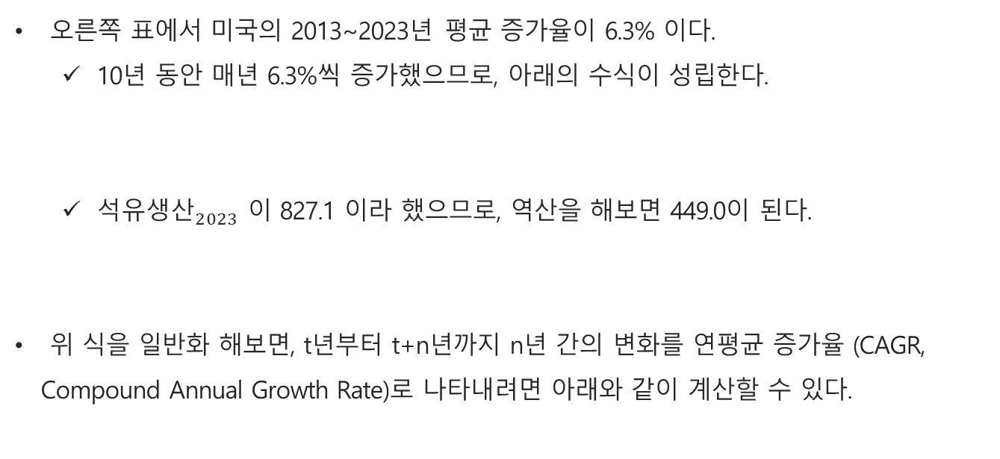 • 오른쪽 표에서 미국의 2013~2023년 평균 증가율이 6.3% 이다.
✓ 10년 동안 매년 6.3%씩 증가했으므로, 아래의 수식이 성립한다.
✓ 석유생산₂₀₂₃ 이 827.1 이라 했으므로, 역산을 해보면 449.0이 된다.
• 위 식을 일반화 해보면, t년부터 t+n년까지 n년 간의 변화를 연평균 증가율 (CAGR,
Compound Annual Growth Rate)로 나타내려면 아래와 같이 계산할 수 있다.